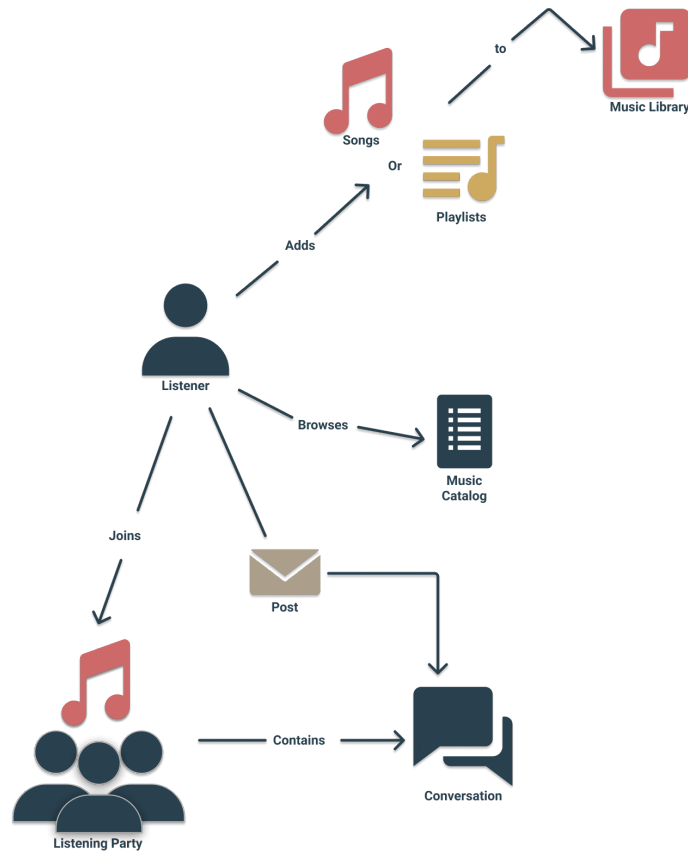 to
Music Library
Songs
Or
Playlists
Adds
Listener
Browses
Music
Catalog
Joins
Post
Contains
Conversation
Listening Party